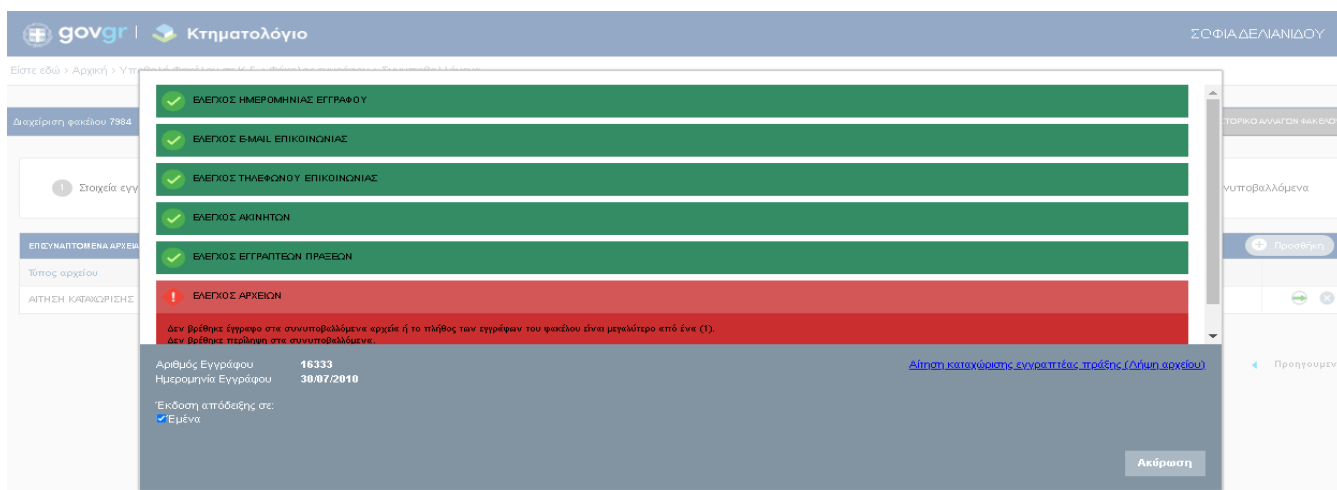 govgr Κτηματολόγιο
ΣΟΦΙΑ ΔΕΛΙΑΝΙΔΟΥ
Είστε εδώ › Αρχική ›
ΕΛΕΓΧΟΣ ΗΜΕΡΟΜΗΝΙΑΣ ΕΓΓΡΑΦΟΥ
Διαχείριση φακέλου 7984
ΤΟΡΙΚΟ ΑΛΛΑΓΩΝ ΦΑΚΕΛΟΥ
ΕΛΕΓΧΟΣ E-MAIL ΕΠΙΚΟΙΝΩΝΙΑΣ
ΕΛΕΓΧΟΣ ΤΗΛΕΦΩΝΟΥ ΕΠΙΚΟΙΝΩΝΙΑΣ
1 Στοιχεία εγγ
νυποβαλλόμενα
ΕΛΕΓΧΟΣ ΑΚΙΝΗΤΩΝ
ΕΠΙΣΥΝΑΠΤΟΜΕΝΑ ΑΡΧΕΙΑ
Προσθήκη
ΕΛΕΓΧΟΣ ΕΓΓΡΑΠΤΕΩΝ ΠΡΑΞΕΩΝ
Τύπος αρχείου
ΑΙΤΗΣΗ ΚΑΤΑΧΩΡΙΣΗΣ
ΕΛΕΓΧΟΣ ΑΡΧΕΙΩΝ
Δεν βρέθηκε έγγραφο στα συνυποβαλλόμενα αρχεία ή το πλήθος των εγγράφων του φακέλου είναι μεγαλύτερο από ένα (1).
Δεν βρέθηκε περίληψη στα συνυποβαλλόμενα.
Αριθμός Εγγράφου 16333
Αίτηση καταχώρισης εγγραπτέας πράξης (Λήψη αρχείου)
Προηγουμεν
Ημερομηνία Εγγράφου 30/07/2010
Έκδοση απόδειξης σε:
Εμένα
Ακύρωση